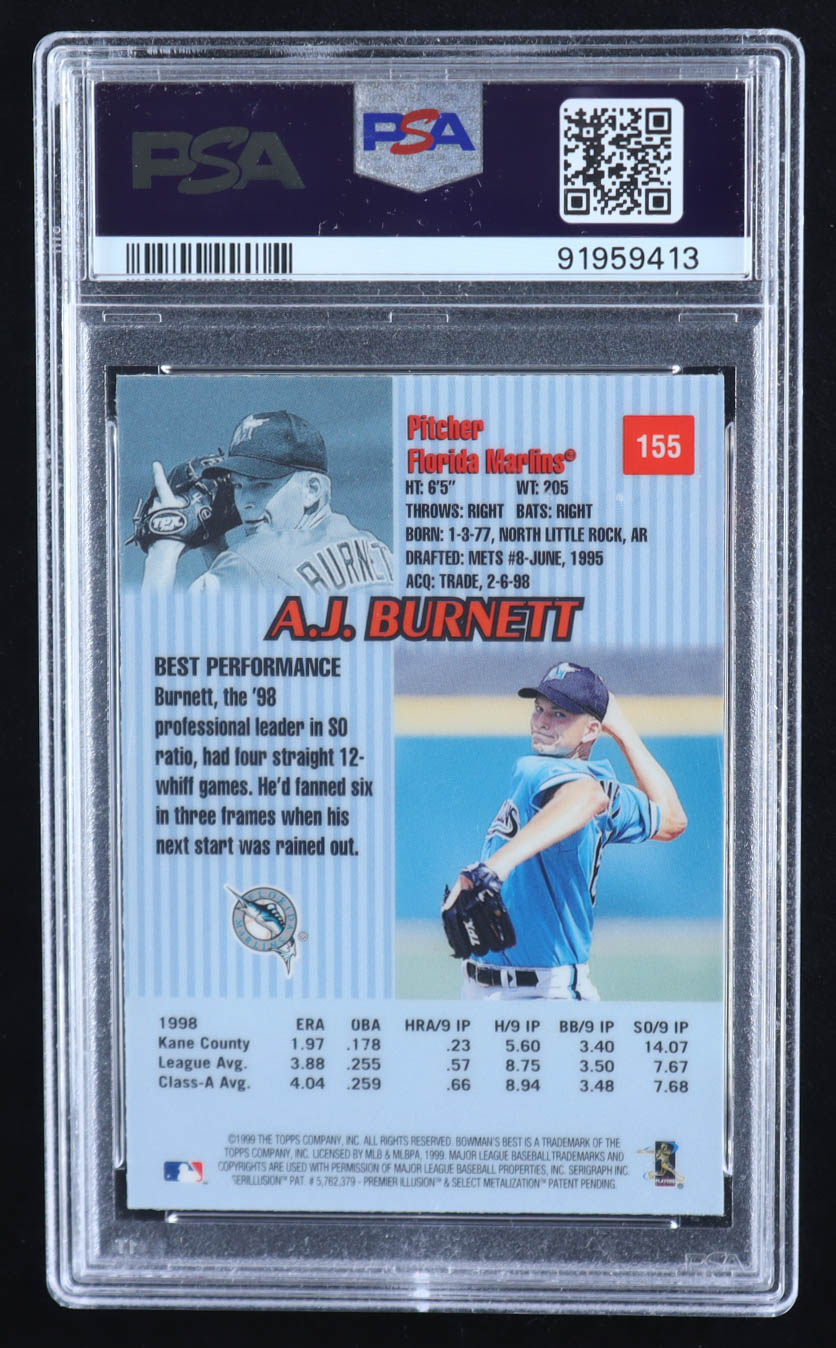 PSA
PSA
91959413
Pitcher
Florida Marlins®
155
HT: 6'5" WT: 205
THROWS: RIGHT BATS: RIGHT
BORN: 1-3-77, NORTH LITTLE ROCK, AR
DRAFTED: METS #8-JUNE, 1995
ACQ: TRADE, 2-6-98
TPX
BURNETT
A.J. BURNETT
BEST PERFORMANCE
Burnett, the '98
professional leader in SO
ratio, had four straight 12-
whiff games. He'd fanned six
in three frames when his
next start was rained out.
FLORIDA
MARLINS
®
1998 ERA OBA HRA/9 IP H/9 IP BB/9 IP SO/9 IP
Kane County 1.97 .178 .23 5.60 3.40 14.07
League Avg. 3.88 .255 .57 8.75 3.50 7.67
Class-A Avg. 4.04 .259 .66 8.94 3.48 7.68
©1999 THE TOPPS COMPANY, INC. ALL RIGHTS RESERVED. BOWMAN'S BEST IS A TRADEMARK OF THE
TOPPS COMPANY, INC. LICENSED BY MLB & MLBPA, 1999. MAJOR LEAGUE BASEBALL TRADEMARKS AND
COPYRIGHTS ARE USED WITH PERMISSION OF MAJOR LEAGUE BASEBALL PROPERTIES, INC. SERIGRAPH INC.
SERILLUSION™ PAT. # 5,762,379 - PREMIER ILLUSION™ & SELECT METALIZATION™ PATENT PENDING.
PLAYERS
PSA